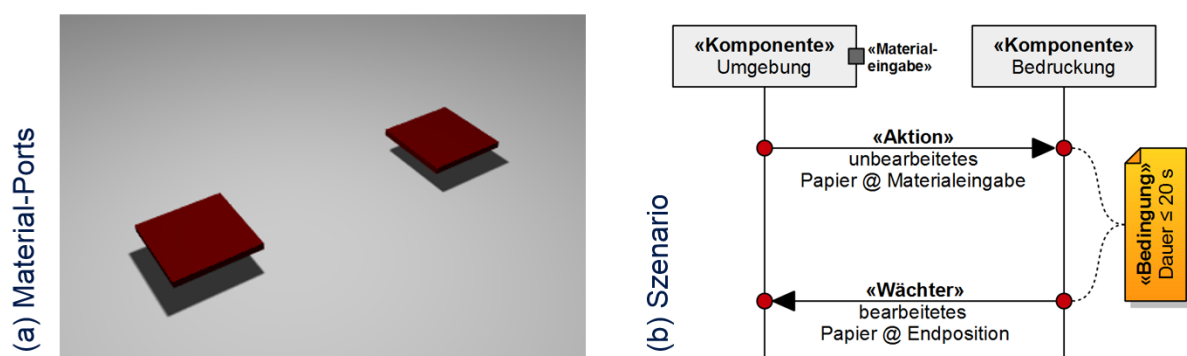 (a) Material-Ports
«Komponente»
Umgebung
«Material-
eingabe»
«Komponente»
Bedruckung
«Aktion»
unbearbeitetes
Papier @ Materialeingabe
«Bedingung»
Dauer ≤ 20 s
«Wächter»
bearbeitetes
Papier @ Endposition
(b) Szenario